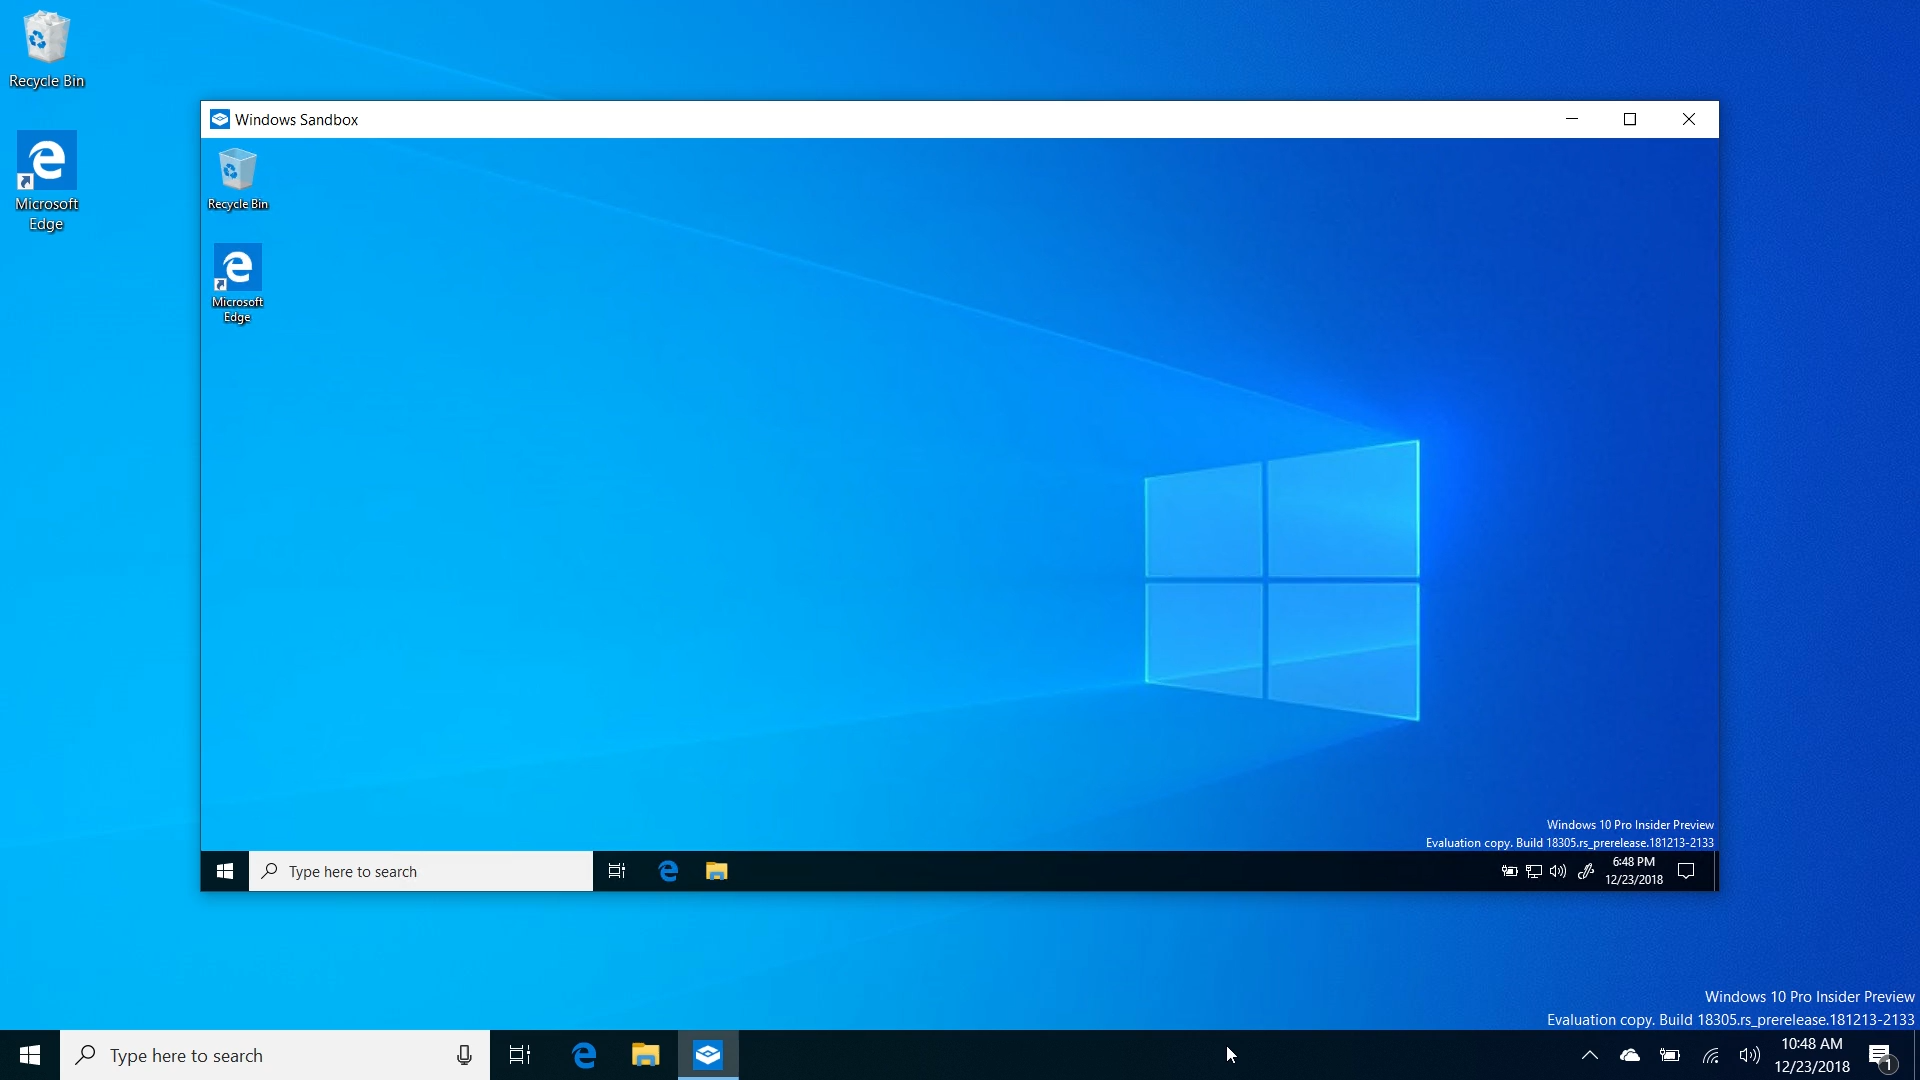 Recycle Bin
Microsoft
Edge
Windows Sandbox
Recycle Bin
Microsoft
Edge
Windows 10 Pro Insider Preview
Evaluation copy. Build 18305.rs_prerelease.181213-2133
Type here to search
6:48 PM
12/23/2018
Windows 10 Pro Insider Preview
Evaluation copy. Build 18305.rs_prerelease.181213-2133
Type here to search
10:48 AM
12/23/2018
1